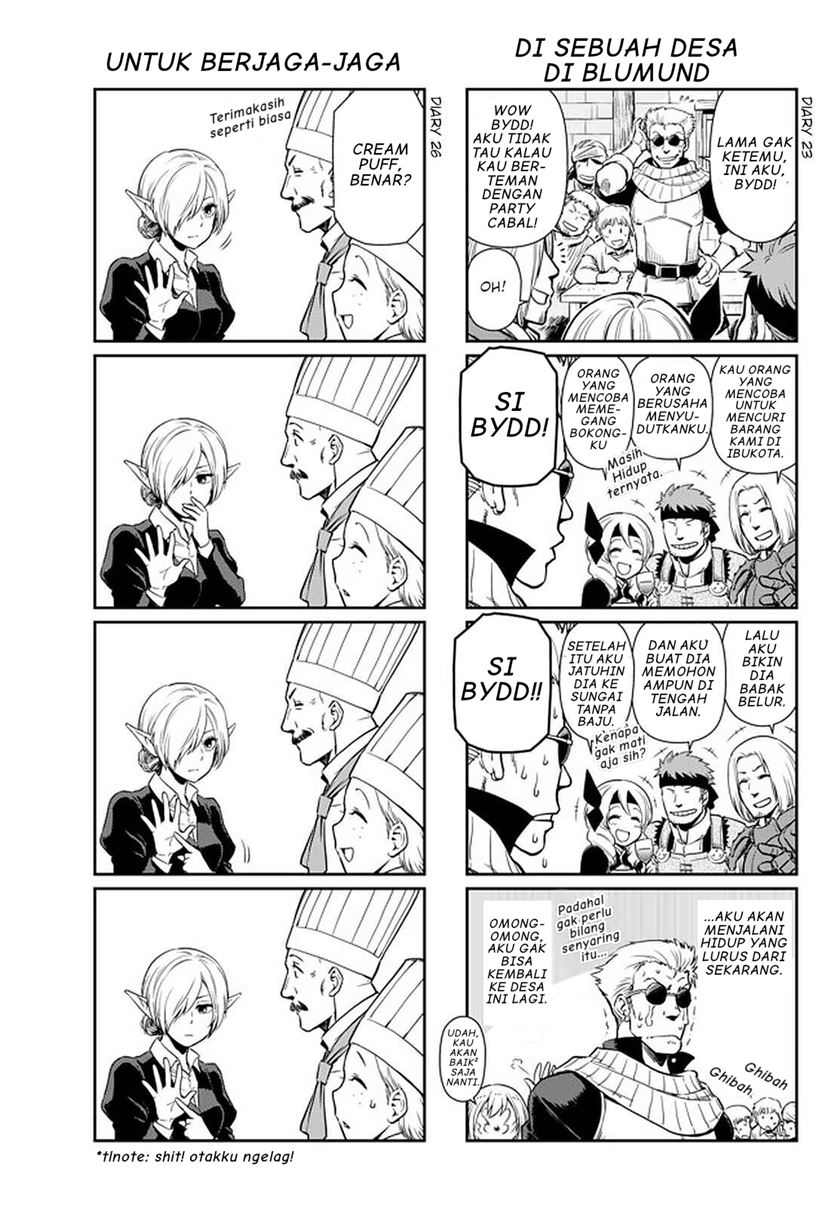 DI SEBUAH DESA
DI BLUMUND
DIARY 23
LAMA GAK
KETEMU,
INI AKU,
BYDD!
WOW
BYDD!
AKU TIDAK
TAU KALAU
KAU BER-
TEMAN
DENGAN
PARTY
CABAL!
OH!
KAU ORANG
YANG
MENCOBA
UNTUK
MENCURI
BARANG
KAMI DI
IBUKOTA.
ORANG
YANG
BERUSAHA
MENYU-
DUTKANKU.
ORANG
YANG
MENCOBA
MEME-
GANG
BOKONG-
KU
Masih
Hidup
ternyata.
SI
BYDD!
LALU
AKU
BIKIN
DIA
BABAK
BELUR.
DAN AKU
BUAT DIA
MEMOHON
AMPUN DI
TENGAH
JALAN.
SETELAH
ITU AKU
JATUHIN
DIA KE
SUNGAI
TANPA
BAJU.
Kenapa
gak mati
aja sih?
SI
BYDD!!
...AKU AKAN
MENJALANI
HIDUP YANG
LURUS DARI
SEKARANG.
Padahal
gak perlu
bilang
senyaring
itu...
OMONG-
OMONG,
AKU GAK
BISA
KEMBALI
KE DESA
INI LAGI.
UDAH,
KAU
AKAN
BAIK²
SAJA
NANTI.
Ghibah
Ghibah.
UNTUK BERJAGA-JAGA
DIARY 26
CREAM
PUFF,
BENAR?
Terimakasih
seperti biasa
*tlnote: shit! otakku ngelag!